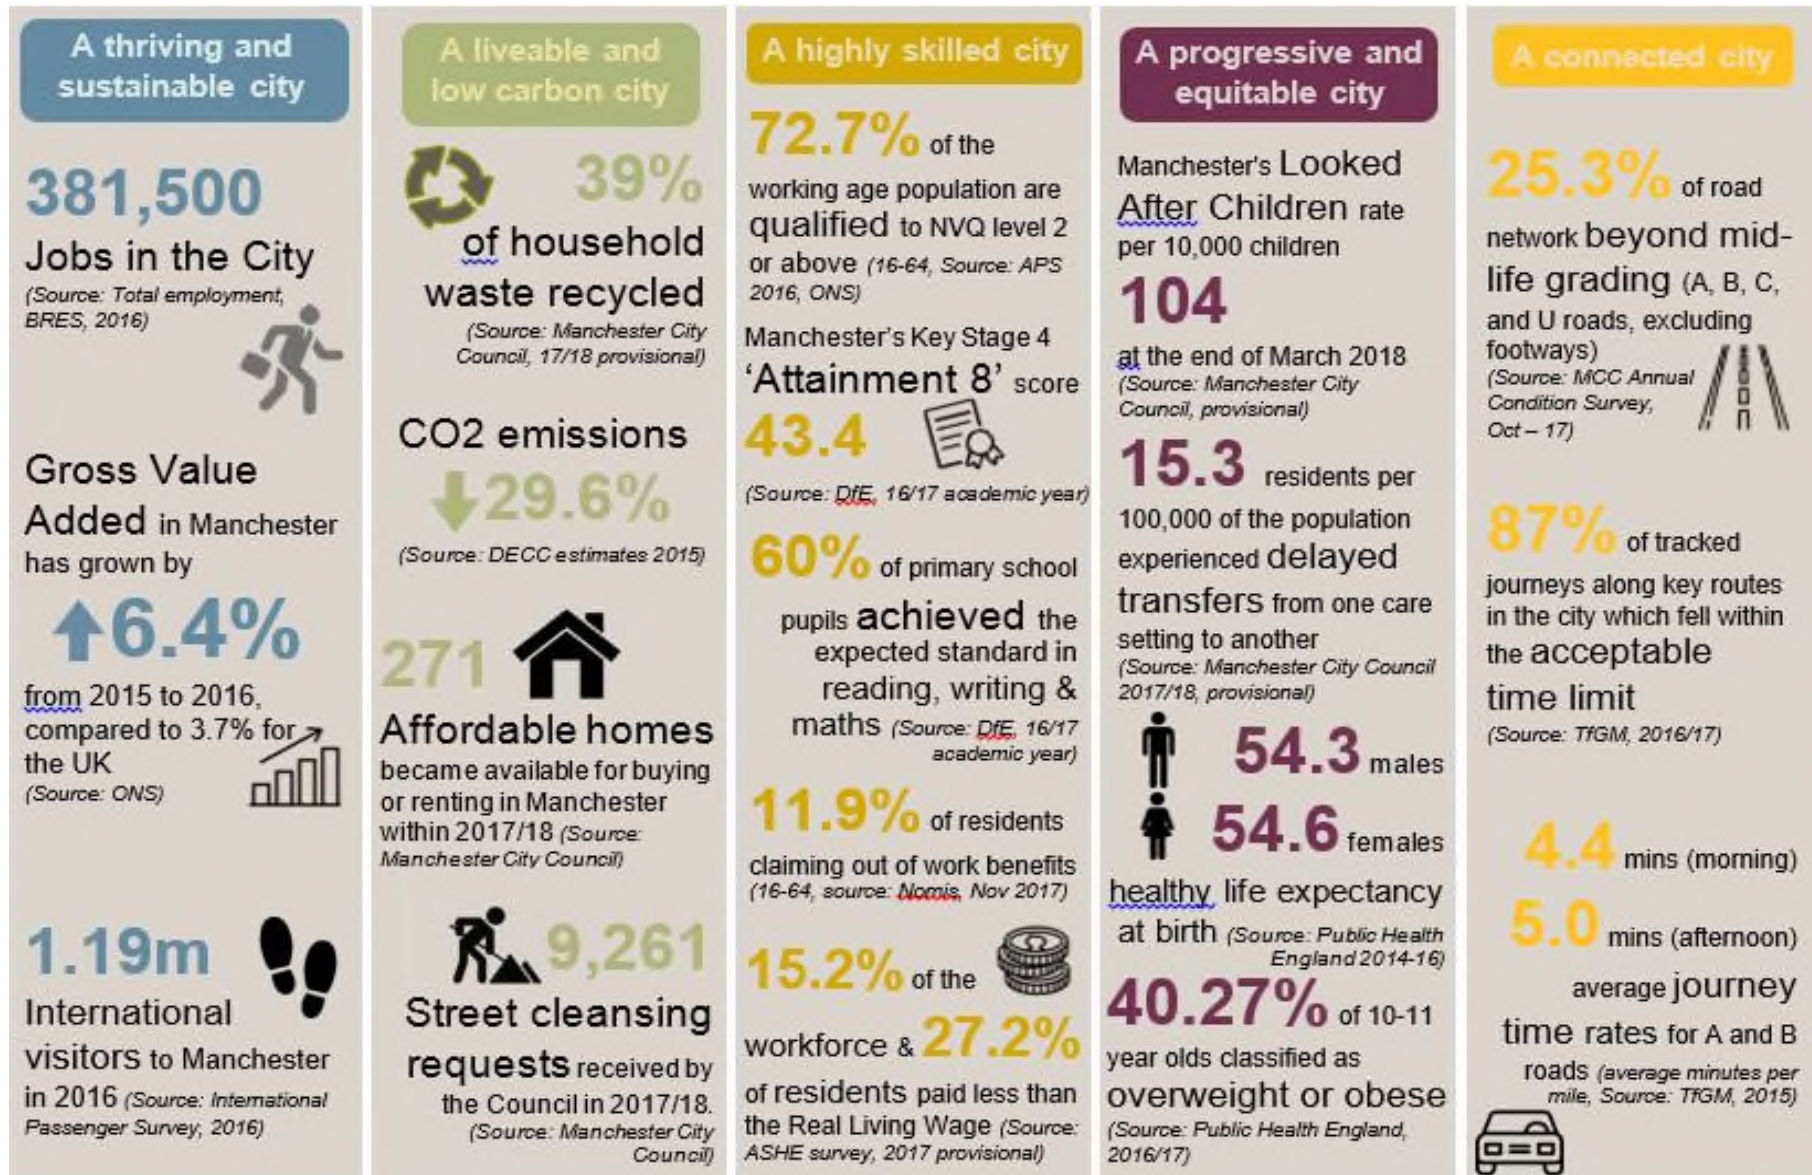 A thriving and
sustainable city
381,500
Jobs in the City
(Source: Total employment,
BRES, 2016)
Gross Value
Added in Manchester
has grown by
6.4%
from 2015 to 2016,
compared to 3.7% for
the UK
(Source: ONS)
1.19m
International
visitors to Manchester
in 2016 (Source: International
Passenger Survey, 2016)
A liveable and
low carbon city
39%
of household
waste recycled
(Source: Manchester City
Council, 17/18 provisional)
CO2 emissions
29.6%
(Source: DECC estimates 2015)
271
Affordable homes
became available for buying
or renting in Manchester
within 2017/18 (Source:
Manchester City Council)
9,261
Street cleansing
requests received by
the Council in 2017/18.
(Source: Manchester City
Council)
A highly skilled city
72.7% of the
working age population are
qualified to NVQ level 2
or above (16-64, Source: APS
2016, ONS)
Manchester's Key Stage 4
‘Attainment 8’ score
43.4
(Source: DfE, 16/17 academic year)
60% of primary school
pupils achieved the
expected standard in
reading, writing &
maths (Source: DfE, 16/17
academic year)
11.9% of residents
claiming out of work benefits
(16-64, source: Nomis, Nov 2017)
15.2% of the
workforce & 27.2%
of residents paid less than
the Real Living Wage (Source:
ASHE survey, 2017 provisional)
A progressive and
equitable city
Manchester's Looked
After Children rate
per 10,000 children
104
at the end of March 2018
(Source: Manchester City
Council, provisional)
15.3 residents per
100,000 of the population
experienced delayed
transfers from one care
setting to another
(Source: Manchester City Council
2017/18, provisional)
54.3 males
54.6 females
healthy life expectancy
at birth (Source: Public Health
England 2014-16)
40.27% of 10-11
year olds classified as
overweight or obese
(Source: Public Health England,
2016/17)
A connected city
25.3% of road
network beyond mid-
life grading (A, B, C,
and U roads, excluding
footways)
(Source: MCC Annual
Condition Survey,
Oct – 17)
87% of tracked
journeys along key routes
in the city which fell within
the acceptable
time limit
(Source: TfGM, 2016/17)
4.4 mins (morning)
5.0 mins (afternoon)
average journey
time rates for A and B
roads (average minutes per
mile, Source: TfGM, 2015)